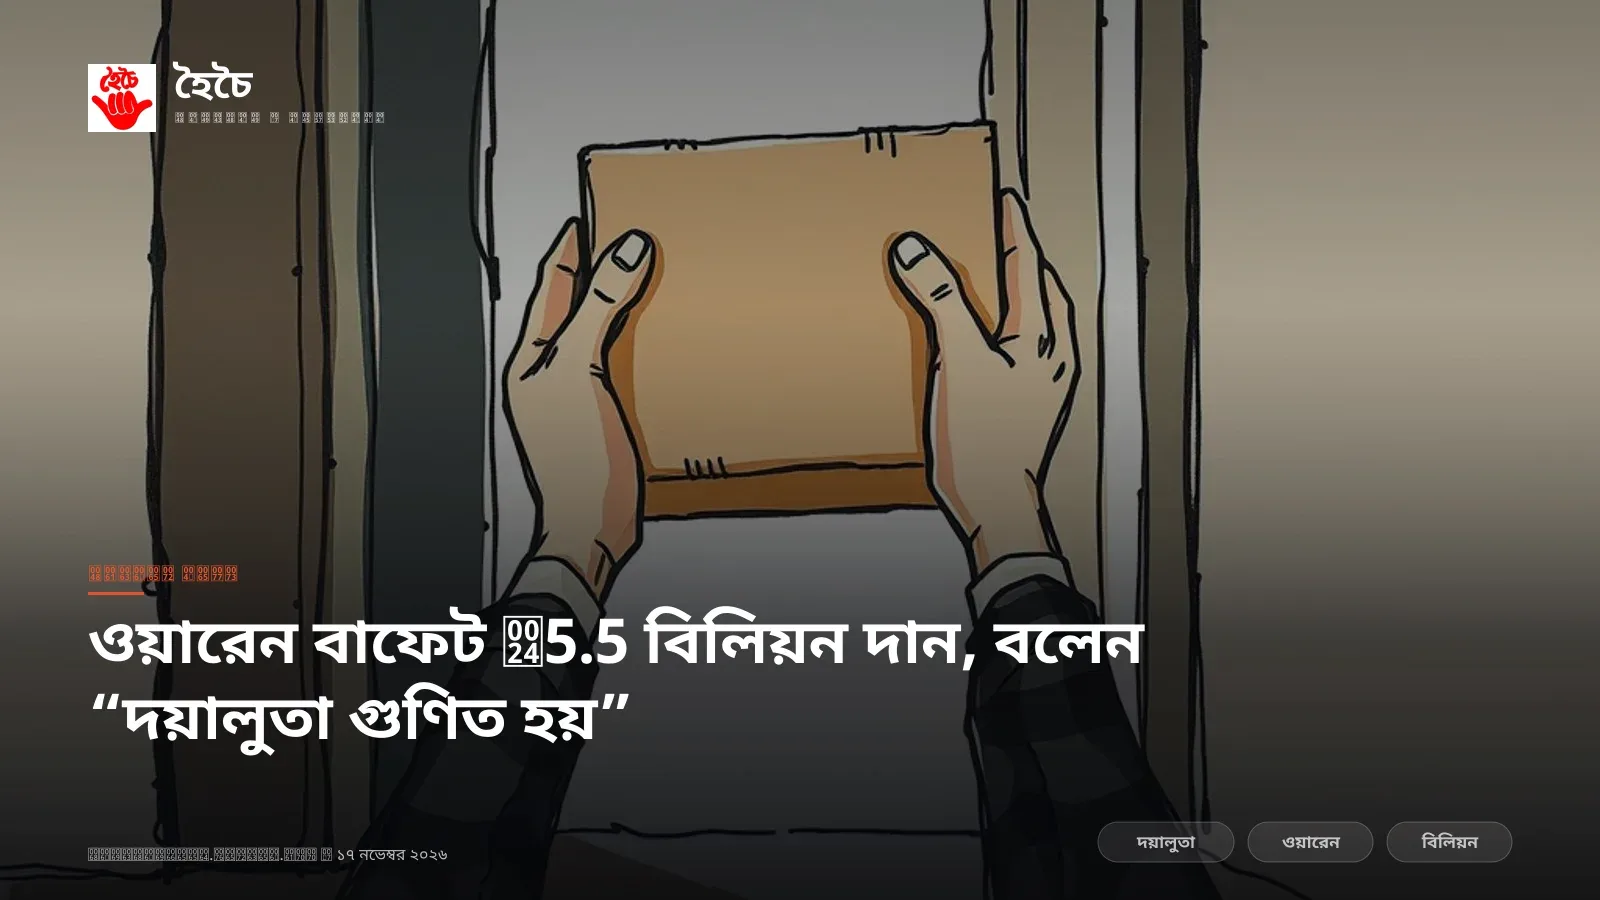 হৈচৈ
হৈচৈ
ওয়ারেন বাফেট 5.5 বিলিয়ন দান, বলেন
“দয়ালুতা গুণিত হয়”
১৭ নভেম্বর ২০২৬
দয়ালুতা
ওয়ারেন
বিলিয়ন